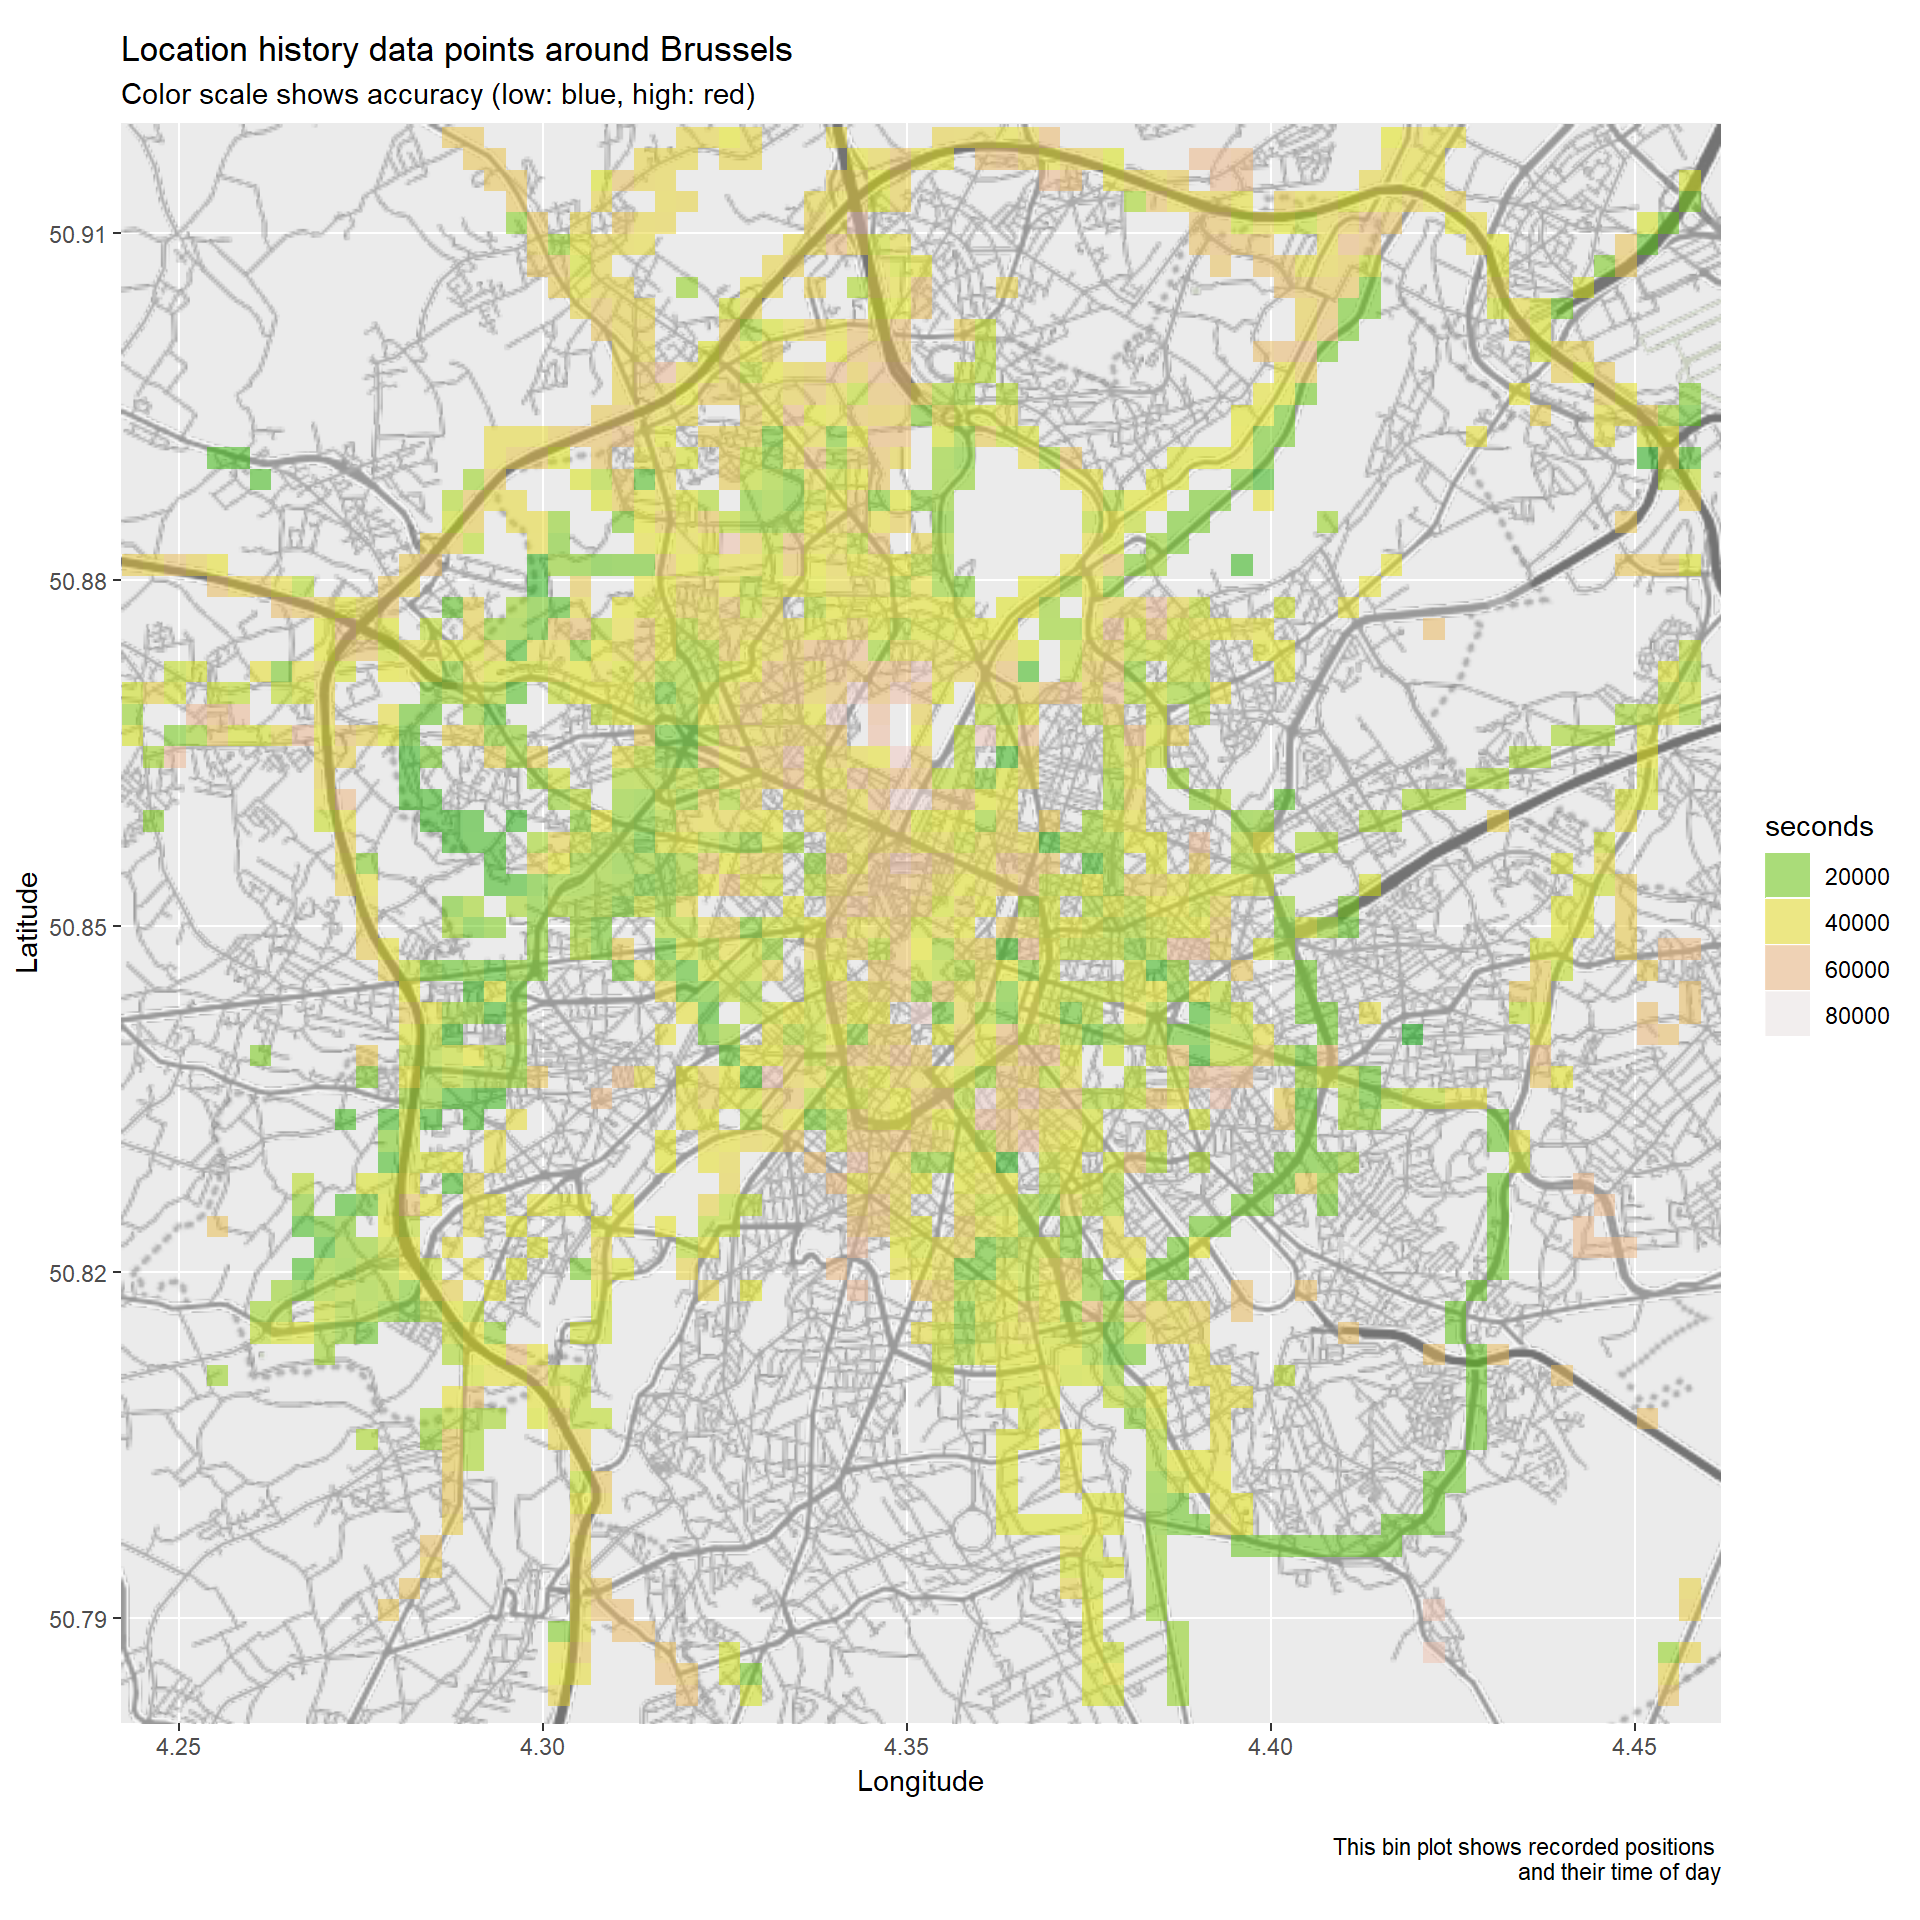 Location history data points around Brussels
Color scale shows accuracy (low: blue, high: red)
50.91
50.88
50.85
50.82
50.79
Latitude
4.25
4.30
4.35
4.40
4.45
Longitude
seconds
20000
40000
60000
80000
This bin plot shows recorded positions
and their time of day